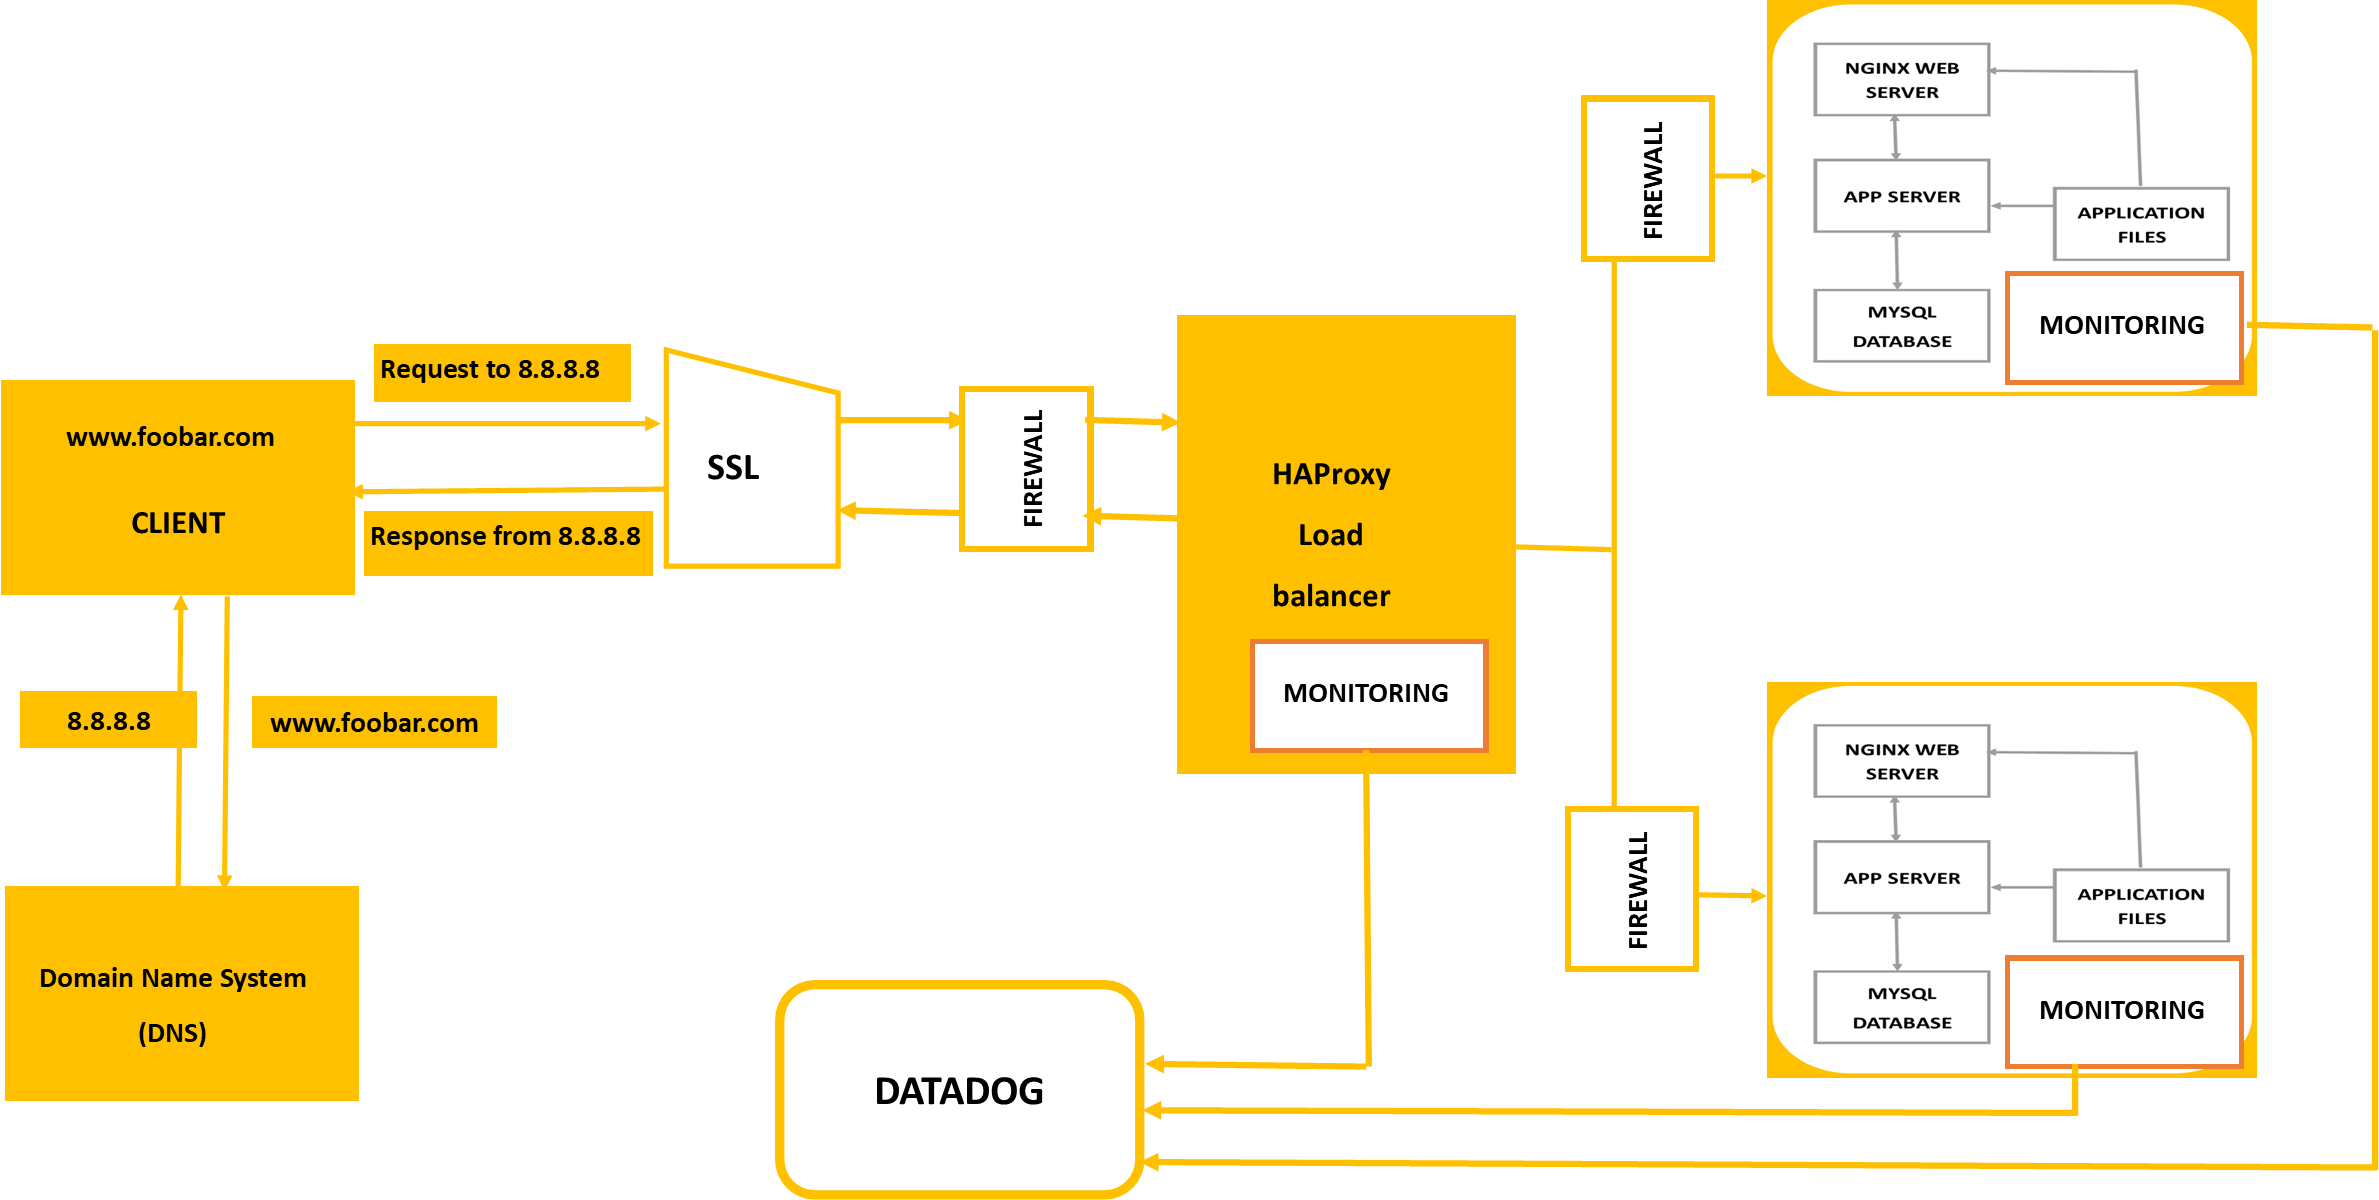 www.foobar.com
CLIENT
Request to 8.8.8.8
Response from 8.8.8.8
8.8.8.8
www.foobar.com
Domain Name System
(DNS)
SSL
FIREWALL
HAProxy
Load
balancer
MONITORING
DATADOG
FIREWALL
NGINX WEB
SERVER
APP SERVER
APPLICATION
FILES
MYSQL
DATABASE
MONITORING
FIREWALL
NGINX WEB
SERVER
APP SERVER
APPLICATION
FILES
MYSQL
DATABASE
MONITORING